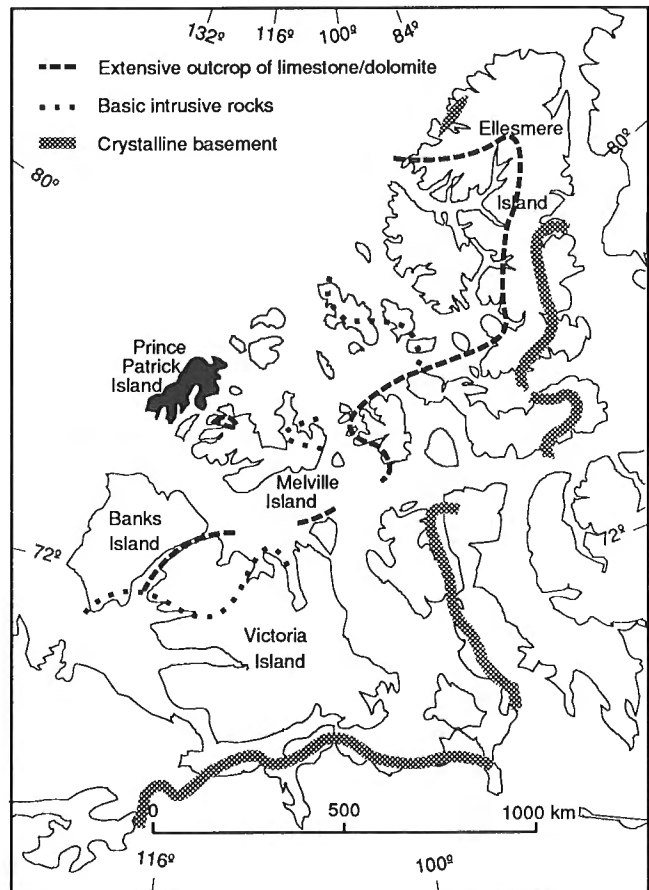 132º 116º 100º 84º
Extensive outcrop of limestone/dolomite
Basic intrusive rocks
Crystalline basement
80º
80º
Ellesmere
Island
Prince
Patrick
Island
Melville
Island
Banks
Island
72º
72º
Victoria
Island
0 500 1000 km
116º 100º